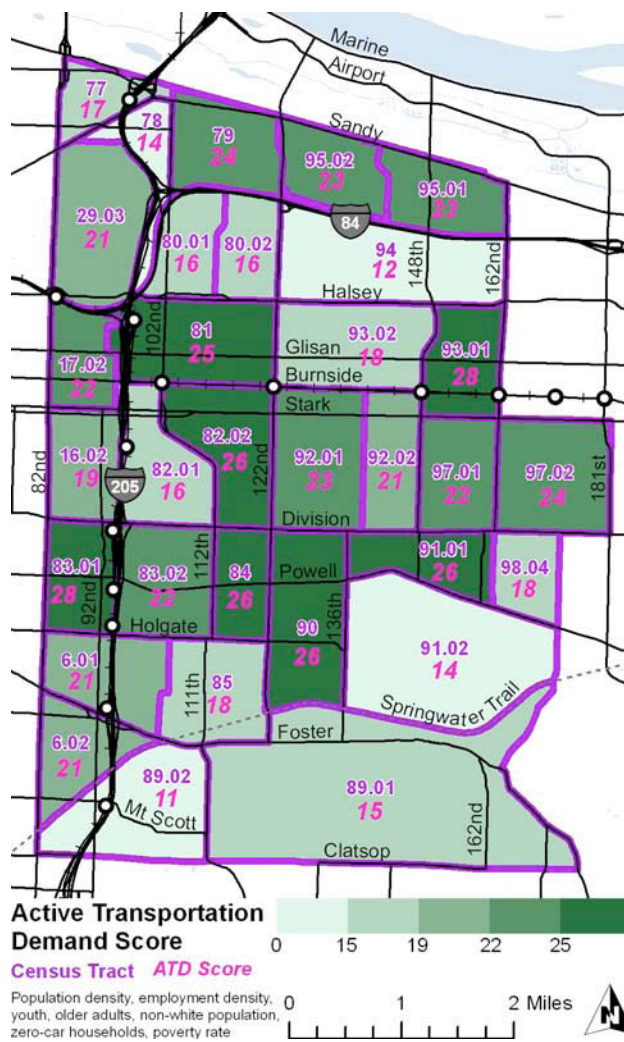 Marine
Airport
77
17
78
14
Sandy
79
24
95.02
23
95.01
23
84
29.03
21
80.01
16
80.02
16
94
12
148th
162nd
Halsey
102nd
81
25
93.02
18
Glisan
93.01
28
Burnside
17.02
22
Stark
82nd
16.02
19
205
82.01
16
82.02
26
122nd
92.01
23
92.02
21
97.01
22
97.02
24
181st
Division
83.01
28
92nd
83.02
22
112th
84
26
Powell
91.01
26
98.04
18
Holgate
90
26
136th
91.02
14
6.01
21
111th
85
18
Springwater Trail
Foster
6.02
21
89.02
11
Mt Scott
89.01
15
162nd
Clatsop
Active Transportation
Demand Score
0 15 19 22 25
Census Tract ATD Score
Population density, employment density,
youth, older adults, non-white population,
zero-car households, poverty rate
0 1 2 Miles
N